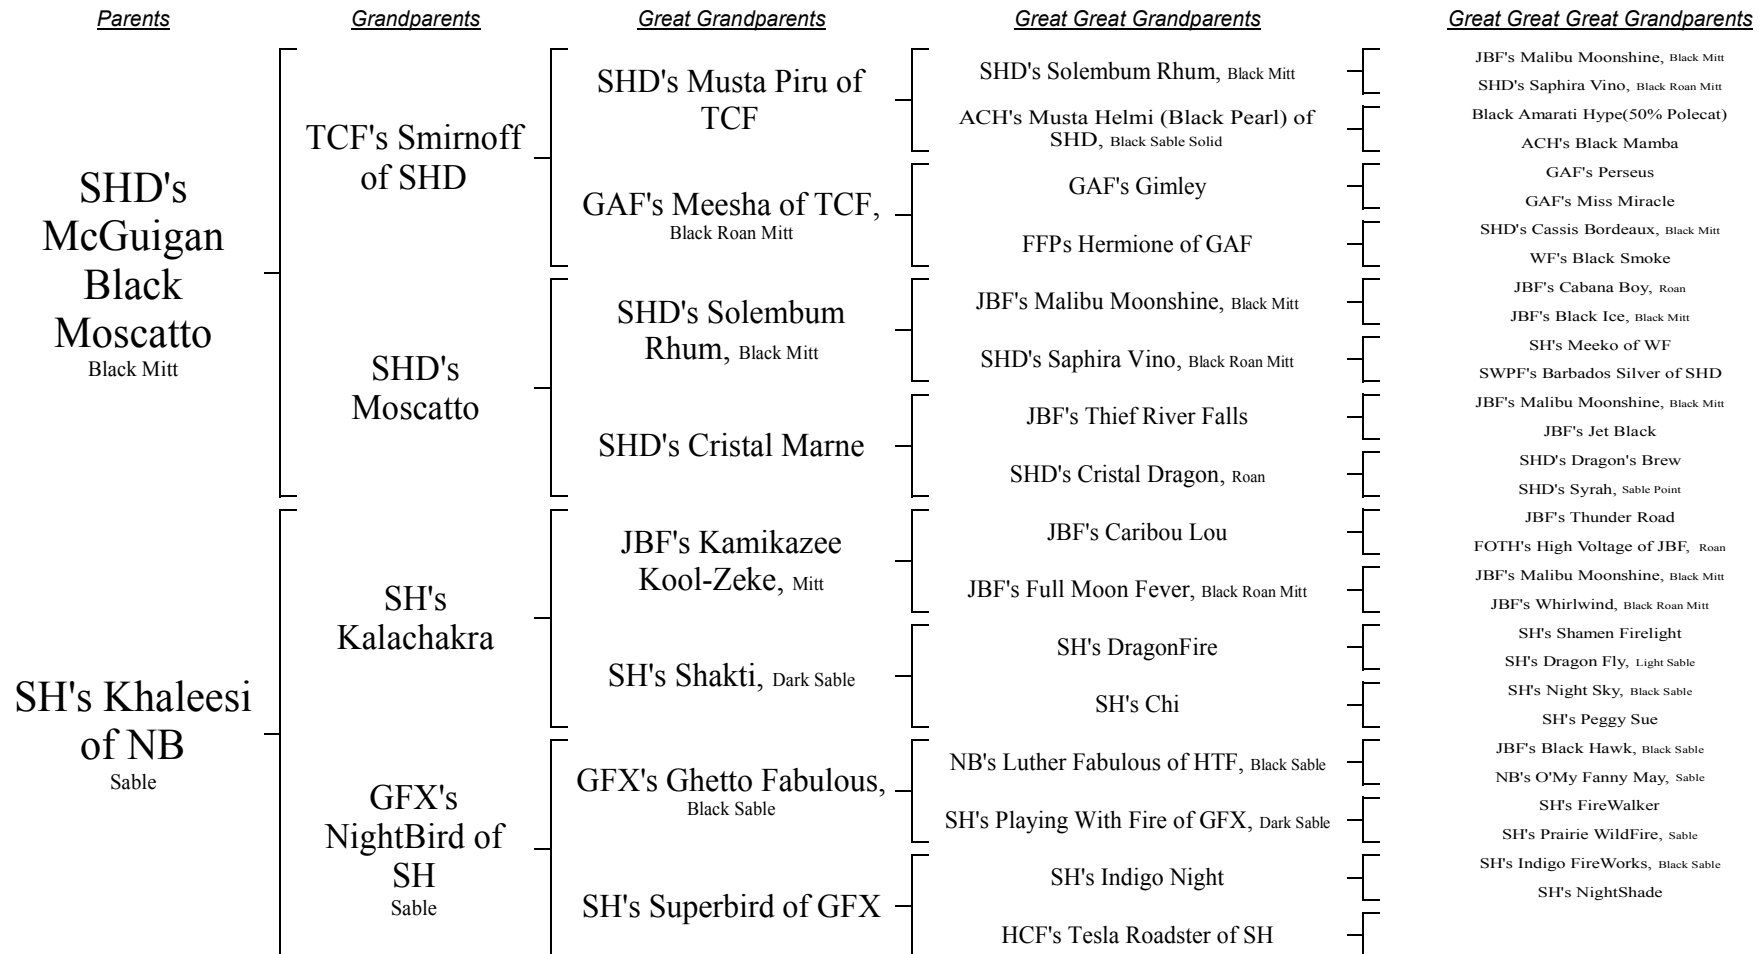 Parents
Grandparents
Great Grandparents
Great Great Grandparents
Great Great Great Grandparents
SHD's
McGuigan
Black
Moscatto
Black Mitt
SH's Khaleesi
of NB
Sable
TCF's Smirnoff
of SHD
SHD's
Moscatto
SH's
Kalachakra
GFX's
NightBird of
SH
Sable
SHD's Musta Piru of
TCF
GAF's Meesha of TCF,
Black Roan Mitt
SHD's Solembum
Rhum, Black Mitt
SHD's Cristal Marne
JBF's Kamikazee
Kool-Zeke, Mitt
SH's Shakti, Dark Sable
GFX's Ghetto Fabulous,
Black Sable
SH's Superbird of GFX
SHD's Solembum Rhum, Black Mitt
ACH's Musta Helmi (Black Pearl) of
SHD, Black Sable Solid
GAF's Gimley
FFPs Hermione of GAF
JBF's Malibu Moonshine, Black Mitt
SHD's Saphira Vino, Black Roan Mitt
JBF's Thief River Falls
SHD's Cristal Dragon, Roan
JBF's Caribou Lou
JBF's Full Moon Fever, Black Roan Mitt
SH's DragonFire
SH's Chi
NB's Luther Fabulous of HTF, Black Sable
SH's Playing With Fire of GFX, Dark Sable
SH's Indigo Night
HCF's Tesla Roadster of SH
JBF's Malibu Moonshine, Black Mitt
SHD's Saphira Vino, Black Roan Mitt
Black Amarati Hype(50% Polecat)
ACH's Black Mamba
GAF's Perseus
GAF's Miss Miracle
SHD's Cassis Bordeaux, Black Mitt
WF's Black Smoke
JBF's Cabana Boy, Roan
JBF's Black Ice, Black Mitt
SH's Meeko of WF
SWPF's Barbados Silver of SHD
JBF's Malibu Moonshine, Black Mitt
JBF's Jet Black
SHD's Dragon's Brew
SHD's Syrah, Sable Point
JBF's Thunder Road
FOTH's High Voltage of JBF, Roan
JBF's Malibu Moonshine, Black Mitt
JBF's Whirlwind, Black Roan Mitt
SH's Shamen Firelight
SH's Dragon Fly, Light Sable
SH's Night Sky, Black Sable
SH's Peggy Sue
JBF's Black Hawk, Black Sable
NB's O'My Fanny May, Sable
SH's FireWalker
SH's Prairie WildFire, Sable
SH's Indigo FireWorks, Black Sable
SH's NightShade